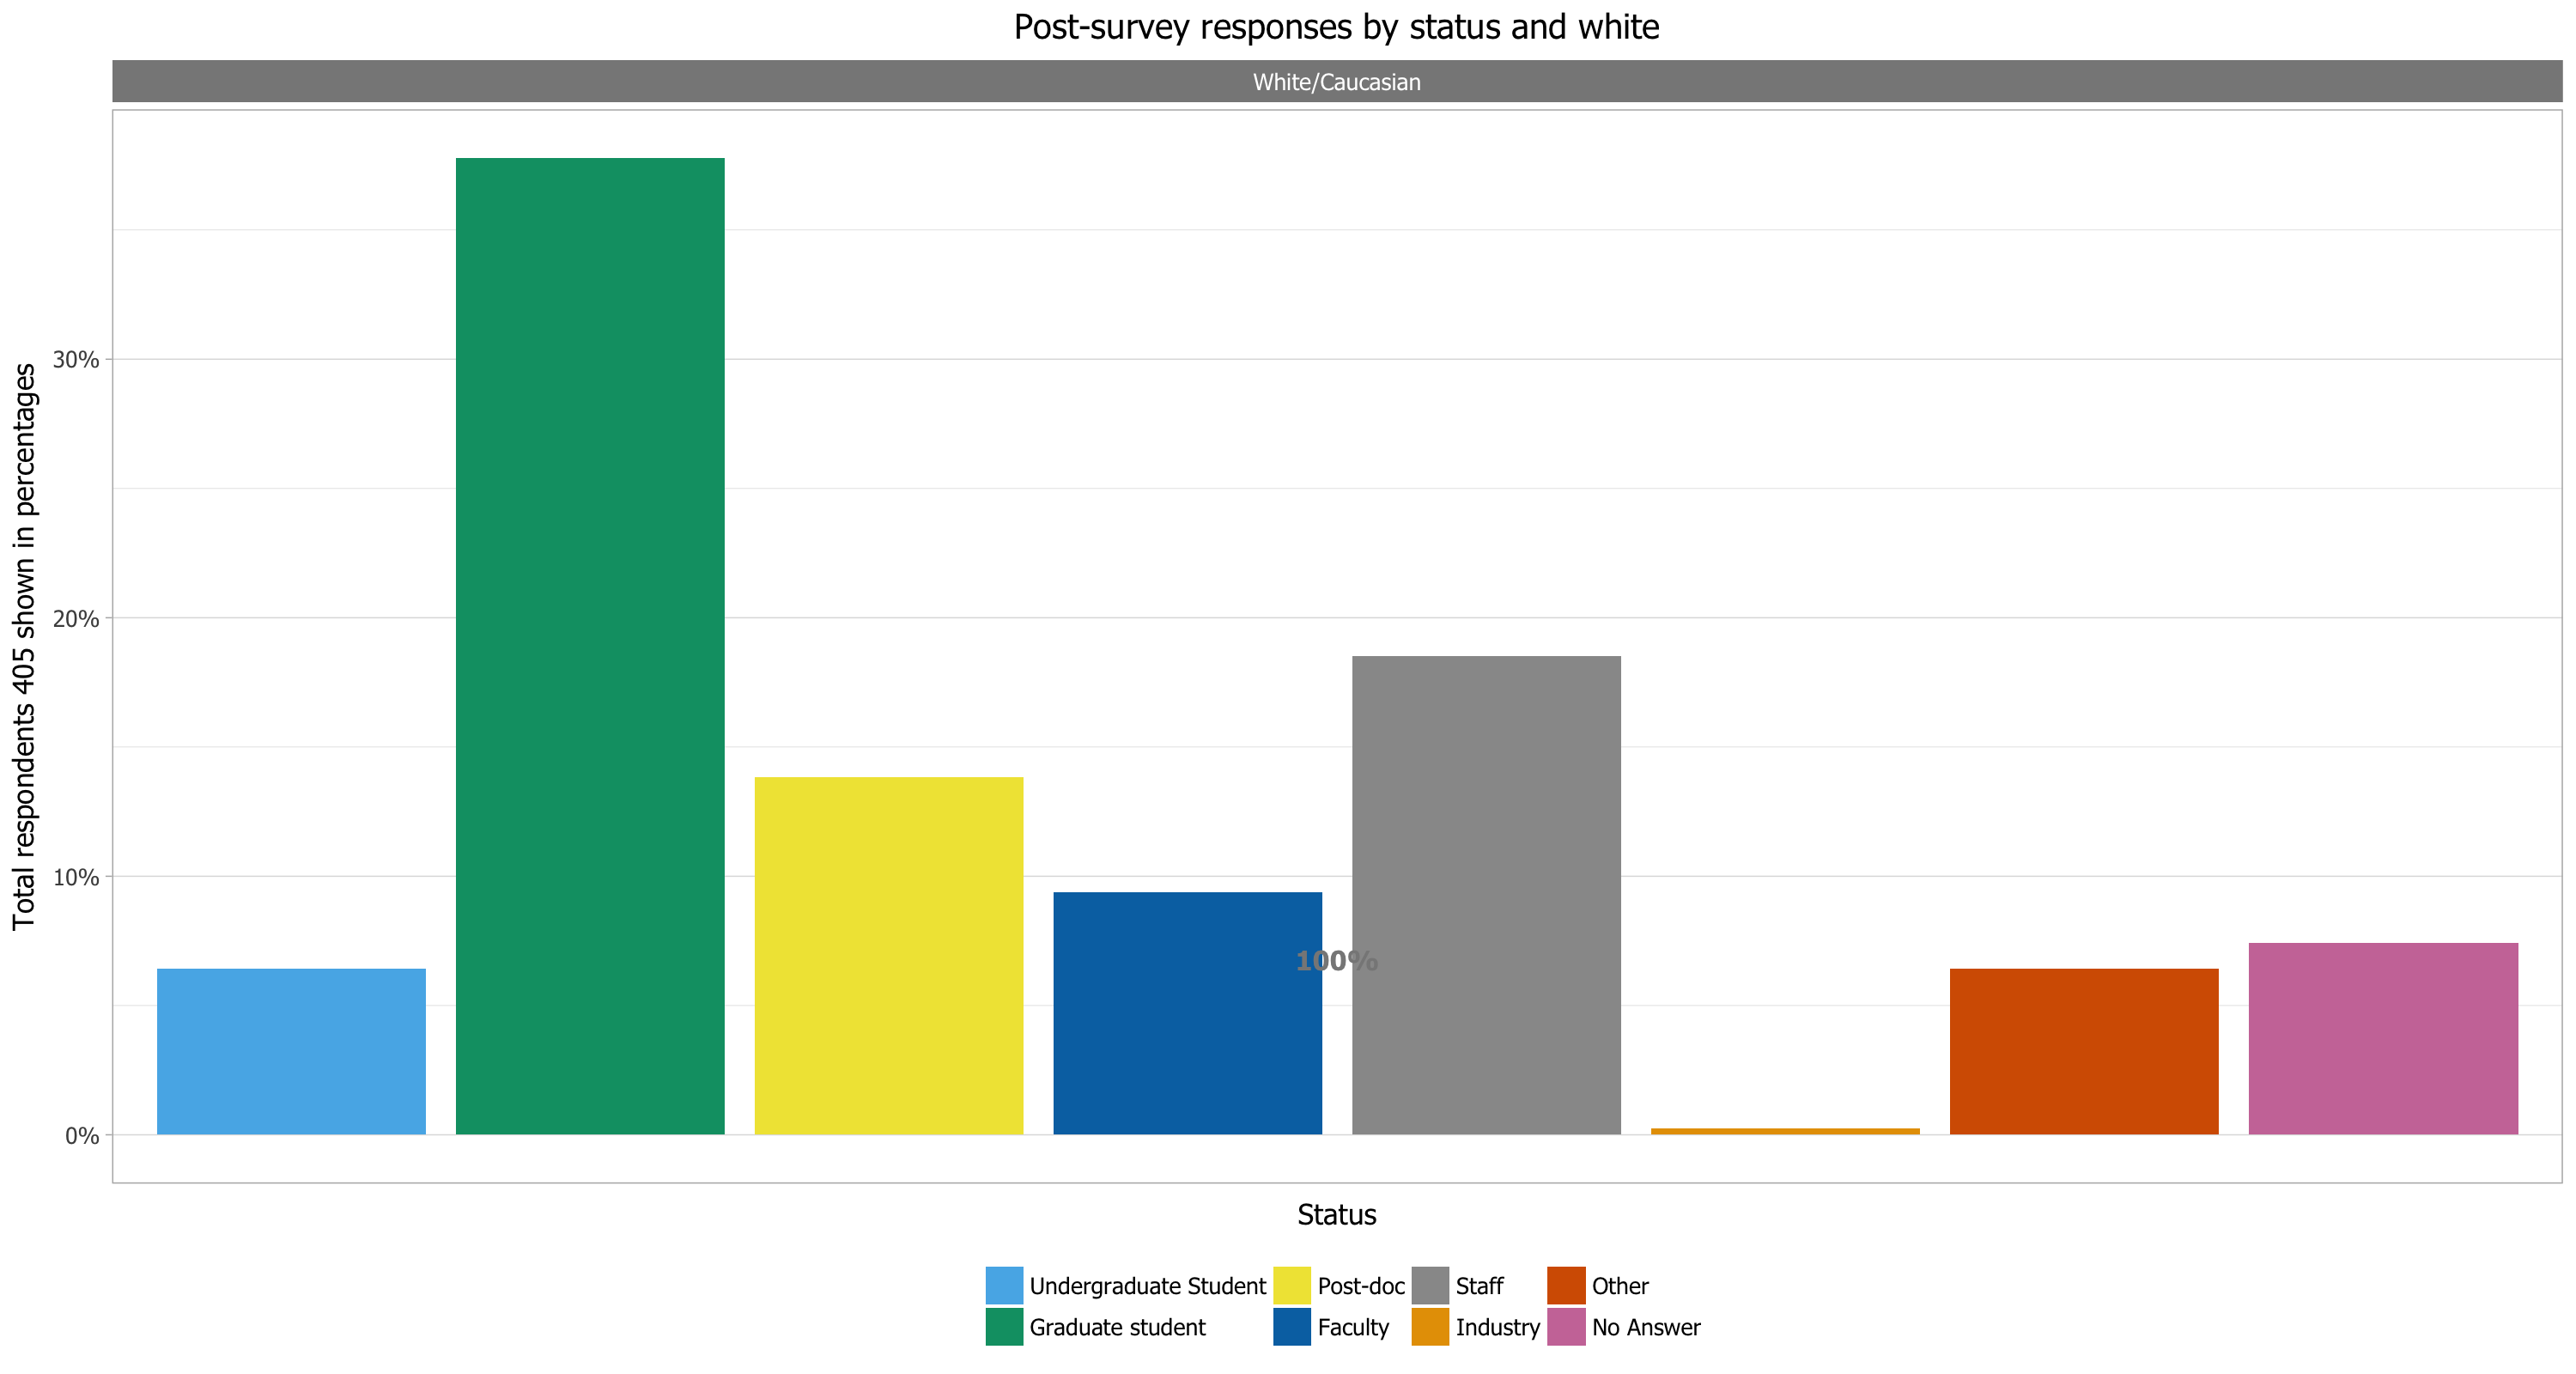 Post-survey responses by status and white
White/Caucasian
Total respondents 405 shown in percentages
30%
20%
10%
0%
100%
Status
Undergraduate Student
Post-doc
Staff
Other
Graduate student
Faculty
Industry
No Answer